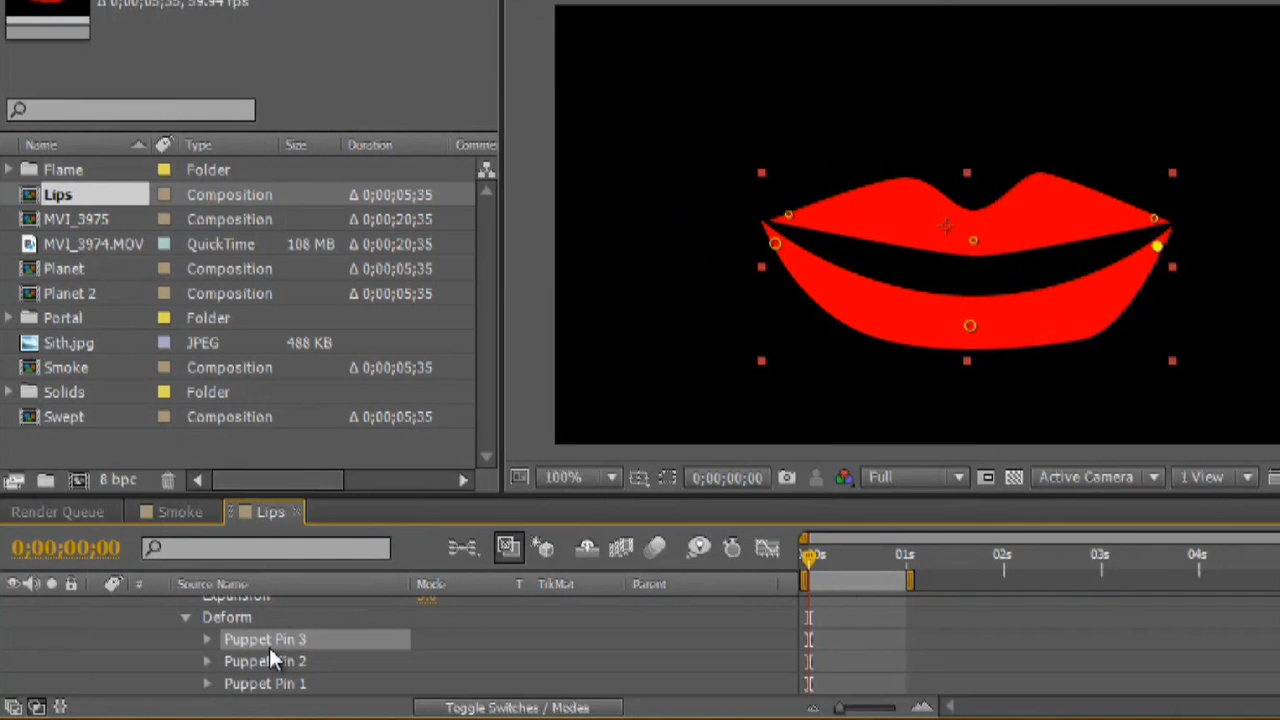 Δ 0;00;05;35, 59.94 fps
Name Type Size Duration Comme
Flame Folder
Lips Composition Δ 0;00;05;35
MVI_3975 Composition Δ 0;00;20;35
MVI_3974.MOV QuickTime 108 MB Δ 0;00;20;35
Planet Composition Δ 0;00;05;35
Planet 2 Composition Δ 0;00;05;35
Portal Folder
Sith.jpg JPEG 488 KB
Smoke Composition Δ 0;00;05;35
Solids Folder
Swept Composition Δ 0;00;05;35
8 bpc
100% 0;00;00;00 Full Active Camera 1 View
Render Queue Smoke Lips
0;00;00;00
00s 01s 02s 03s 04s
# Source Name Mode T TrkMat Parent
Expansion 3.0
Deform
Puppet Pin 3
Puppet Pin 2
Puppet Pin 1
Toggle Switches / Modes